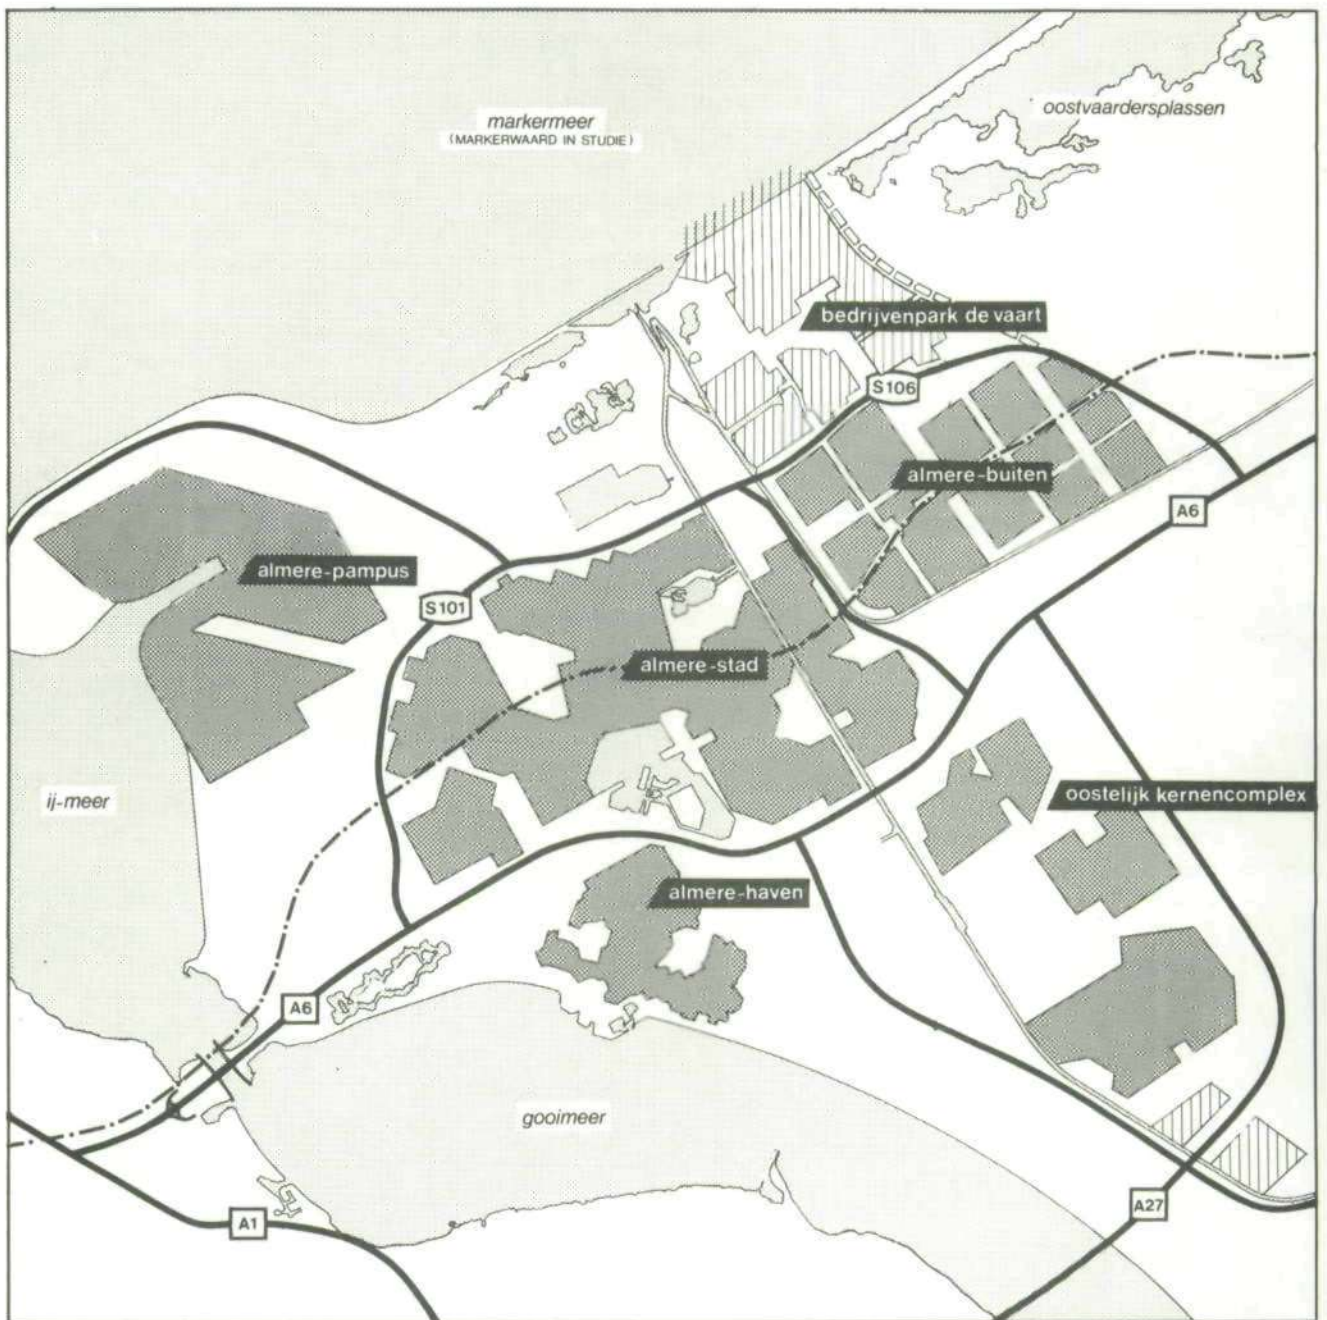 markermeer
(MARKERWAARD IN STUDIE)
oostvaardersplassen
bedrijvenpark de vaart
S106
almere-buiten
A6
almere-pampus
S101
almere-stad
ij-meer
oostelijk kernencomplex
almere-haven
A6
gooimeer
A27
A1